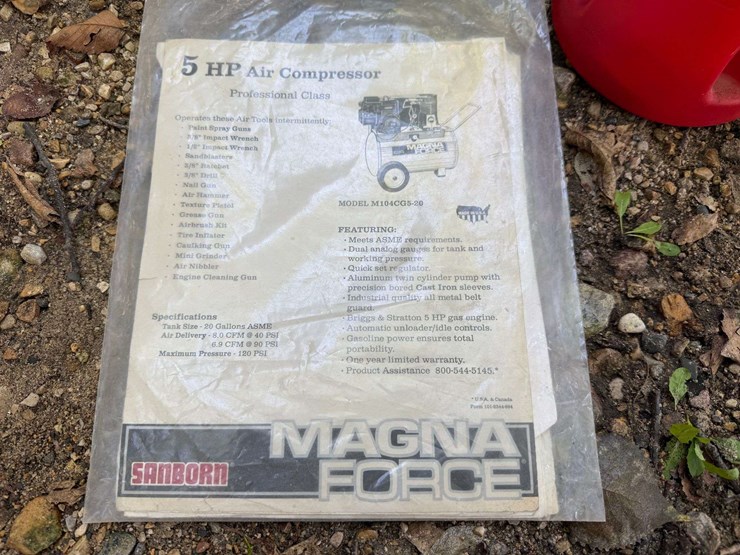 5 HP Air Compressor
Professional Class
Operates these Air Tools intermittently:
· Paint Spray Guns
· 3/8" Impact Wrench
· 1/2" Impact Wrench
· Sandblasters
· 3/8" Ratchet
· 3/8" Drill
· Nail Gun
· Air Hammer
· Texture Pistol
· Grease Gun
· Airbrush Kit
· Tire Inflator
· Caulking Gun
· Mini Grinder
· Air Nibbler
· Engine Cleaning Gun
Specifications
Tank Size - 20 Gallons ASME
Air Delivery - 8.0 CFM @ 40 PSI
6.9 CFM @ 90 PSI
Maximum Pressure - 120 PSI
MAGNA
FORCE
MODEL M104CG5-20
FEATURING:
· Meets ASME requirements.
· Dual analog gauges for tank and
working pressure.
· Quick set regulator.
· Aluminum twin cylinder pump with
precision bored Cast Iron sleeves.
· Industrial quality all metal belt
guard.
· Briggs & Stratton 5 HP gas engine.
· Automatic unloader/idle controls.
· Gasoline power ensures total
portability.
· One year limited warranty.
· Product Assistance 800-544-5145.*
*U.S.A. & Canada
SANBORN
MAGNA
FORCE